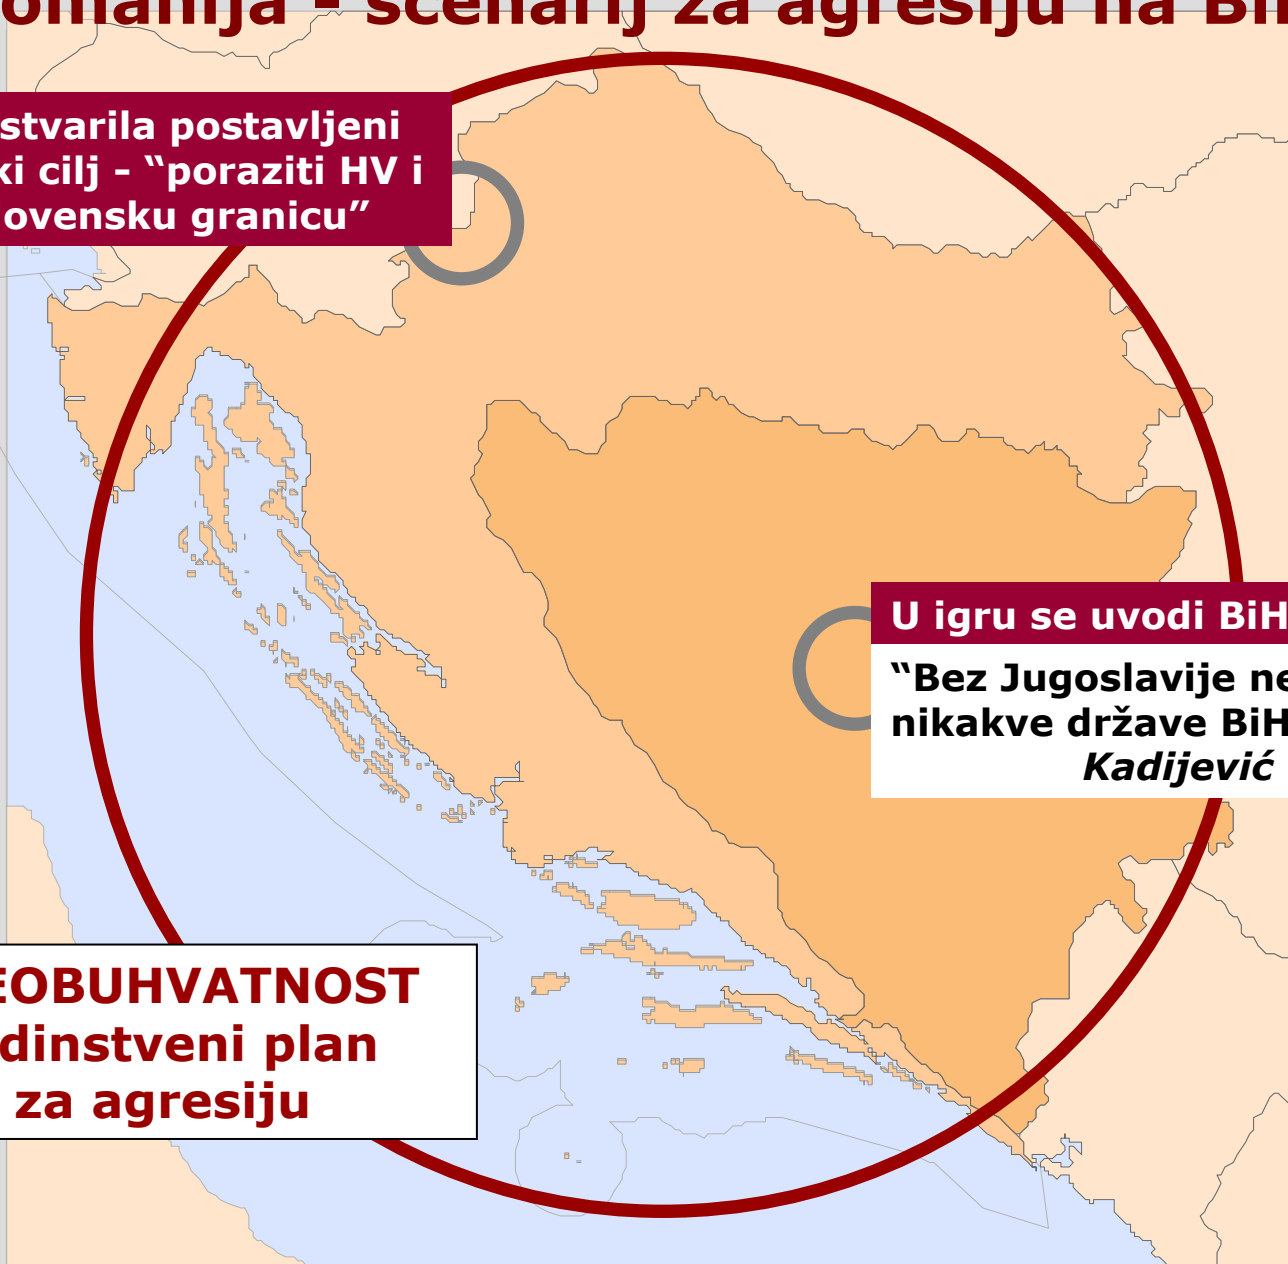 omanija - scenarij za agresiju na Bi
stvarila postavljeni
ki cilj - “poraziti HV i
ovensku granicu”
U igru se uvodi BiH
“Bez Jugoslavije ne
nikakve države BiH
Kadijević
EOBUHVATNOST
dinstveni plan
za agresiju